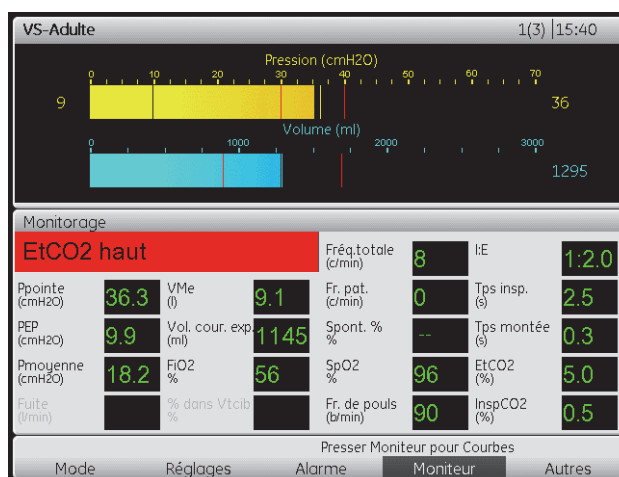 VS-Adulte 1(3) |15:40
Pression (cmH2O)
0 10 20 30 40 50 60 70
9 36
Volume (ml)
0 1000 2000 3000
1295
Monitorage
EtCO2 haut
Fréq.totale (c/min) 8 I:E 1:2.0
Ppointe (cmH2O) 36.3 VMe (l) 9.1 Fr. pat. (c/min) 0 Tps insp. (s) 2.5
PEP (cmH2O) 9.9 Vol. cour. exp. (ml) 1145 Spont. % % -- Tps montée (s) 0.3
Pmoyenne (cmH2O) 18.2 FiO2 % 56 SpO2 % 96 EtCO2 (%) 5.0
Fuite (l/min) % dans Vtcib % Fr. de pouls (b/min) 90 InspCO2 (%) 0.5
Presser Moniteur pour Courbes
Mode Réglages Alarme Moniteur Autres